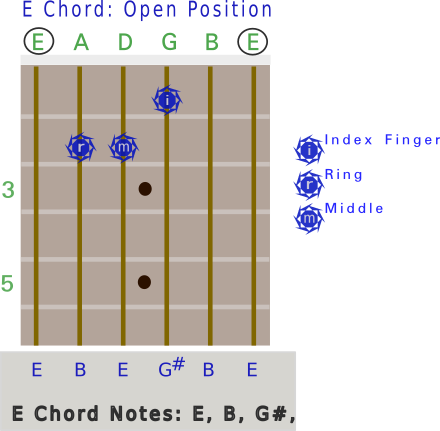 E Chord: Open Position
E A D G B E
i
r m
i Index Finger
r Ring
m Middle
3
5
E B E G# B E
E Chord Notes: E, B, G#,